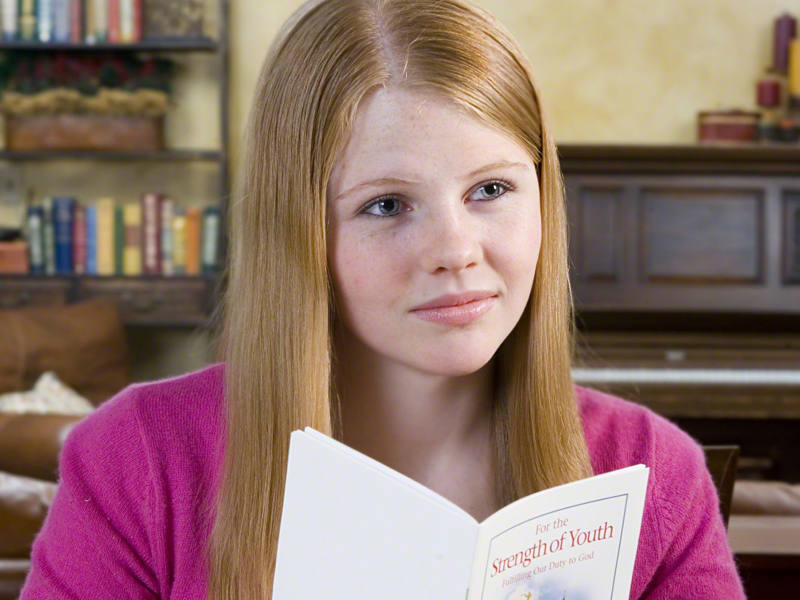 For the
Strength of Youth
Fulfilling Our Duty to God